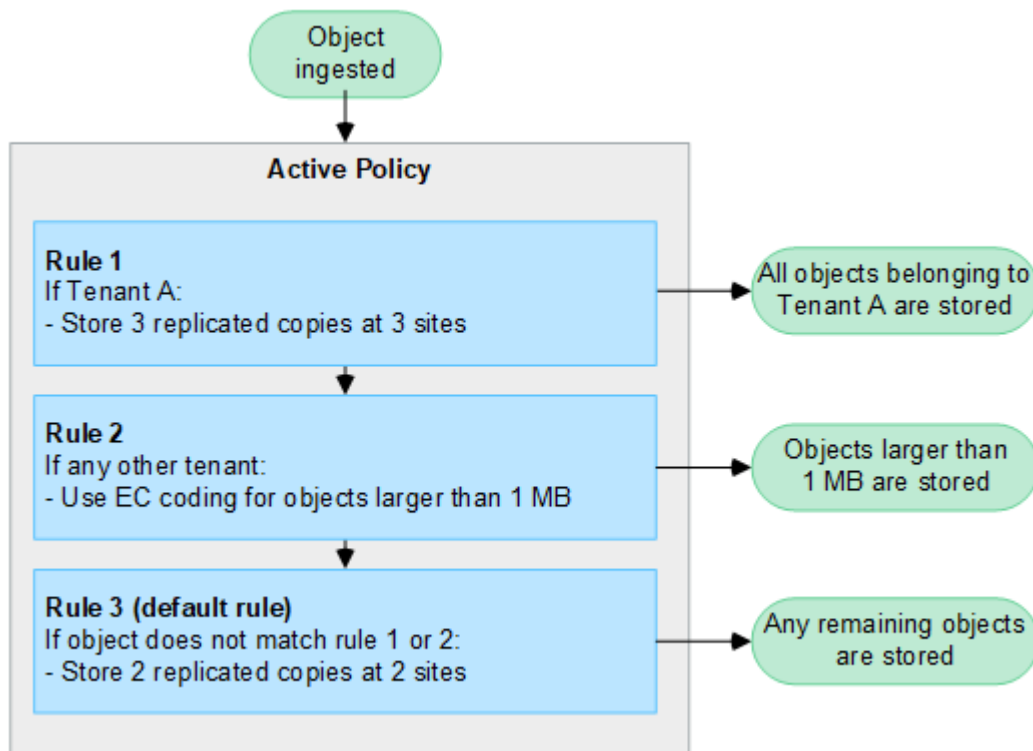 Object
ingested
Active Policy
Rule 1
If Tenant A:
- Store 3 replicated copies at 3 sites
All objects belonging to
Tenant A are stored
Rule 2
If any other tenant:
- Use EC coding for objects larger than 1 MB
Objects larger than
1 MB are stored
Rule 3 (default rule)
If object does not match rule 1 or 2:
- Store 2 replicated copies at 2 sites
Any remaining objects
are stored